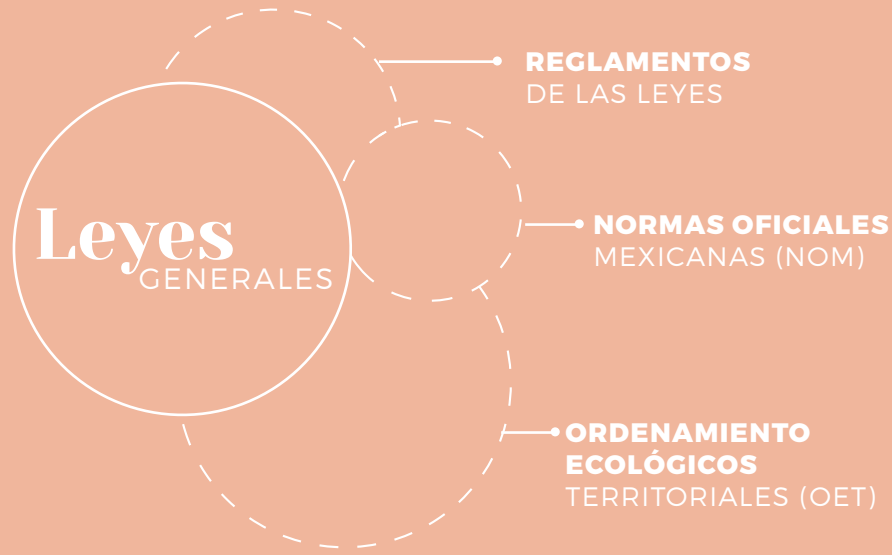 Leyes
GENERALES
REGLAMENTOS
DE LAS LEYES
NORMAS OFICIALES
MEXICANAS (NOM)
ORDENAMIENTO
ECOLÓGICOS
TERRITORIALES (OET)